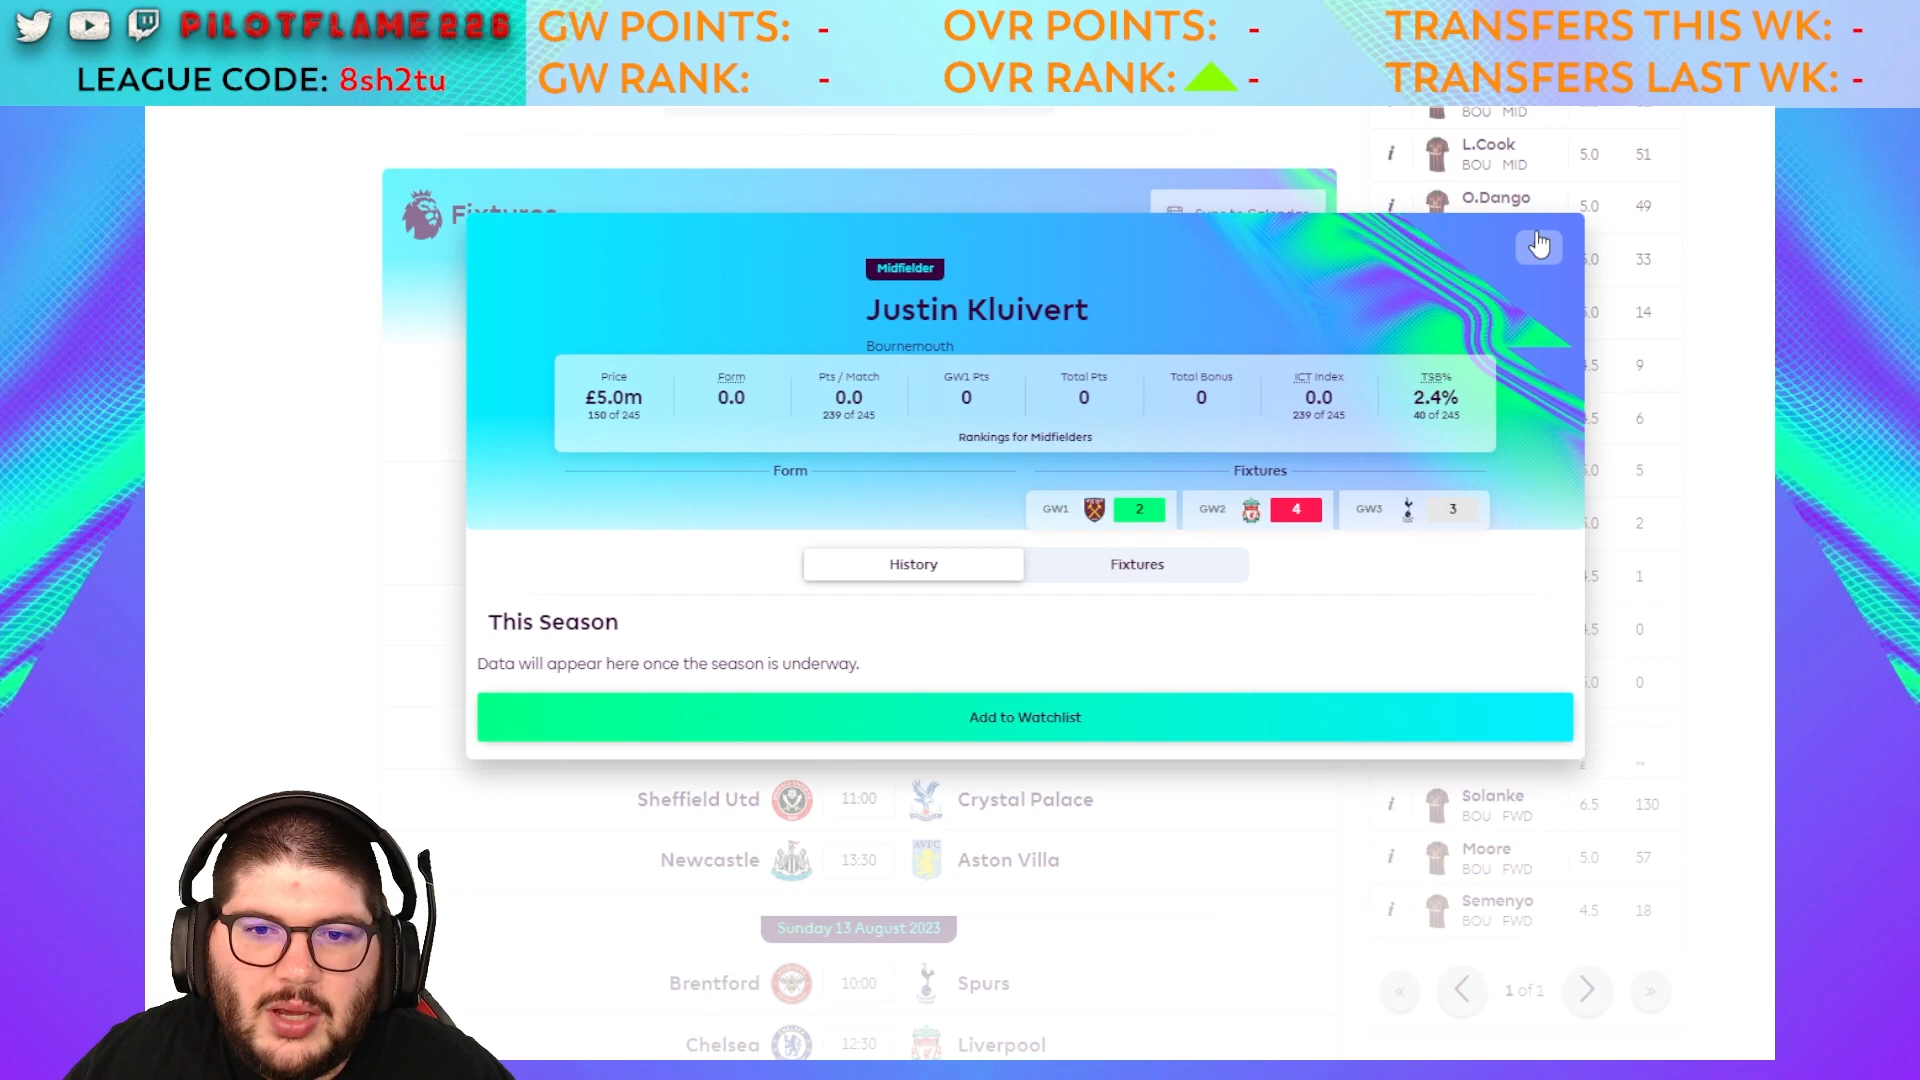 PILOTFLAME226
LEAGUE CODE: 8sh2tu
GW POINTS: -
GW RANK: -
OVR POINTS: -
OVR RANK: -
TRANSFERS THIS WK: -
TRANSFERS LAST WK: -
BOU MID
L.Cook
BOU MID
5.0 51
O.Dango
5.0 49
33
14
9
6
5
2
1
0
0
Fixtures
Sync to Calendar
Midfielder
Justin Kluivert
Bournemouth
Price Form Pts / Match GW1 Pts Total Pts Total Bonus ICT Index TSB%
£5.0m 0.0 0.0 0 0 0 0.0 2.4%
150 of 245 239 of 245 239 of 245 40 of 245
Rankings for Midfielders
Form Fixtures
GW1 2 GW2 4 GW3 3
History Fixtures
This Season
Data will appear here once the season is underway.
Add to Watchlist
Sheffield Utd 11:00 Crystal Palace
Newcastle 13:30 AVFC Aston Villa
Sunday 13 August 2023
Brentford 10:00 Spurs
Chelsea 12:30 Liverpool
£ **
Solanke
BOU FWD
6.5 130
Moore
BOU FWD
5.0 57
Semenyo
BOU FWD
4.5 18
« 1 of 1 »